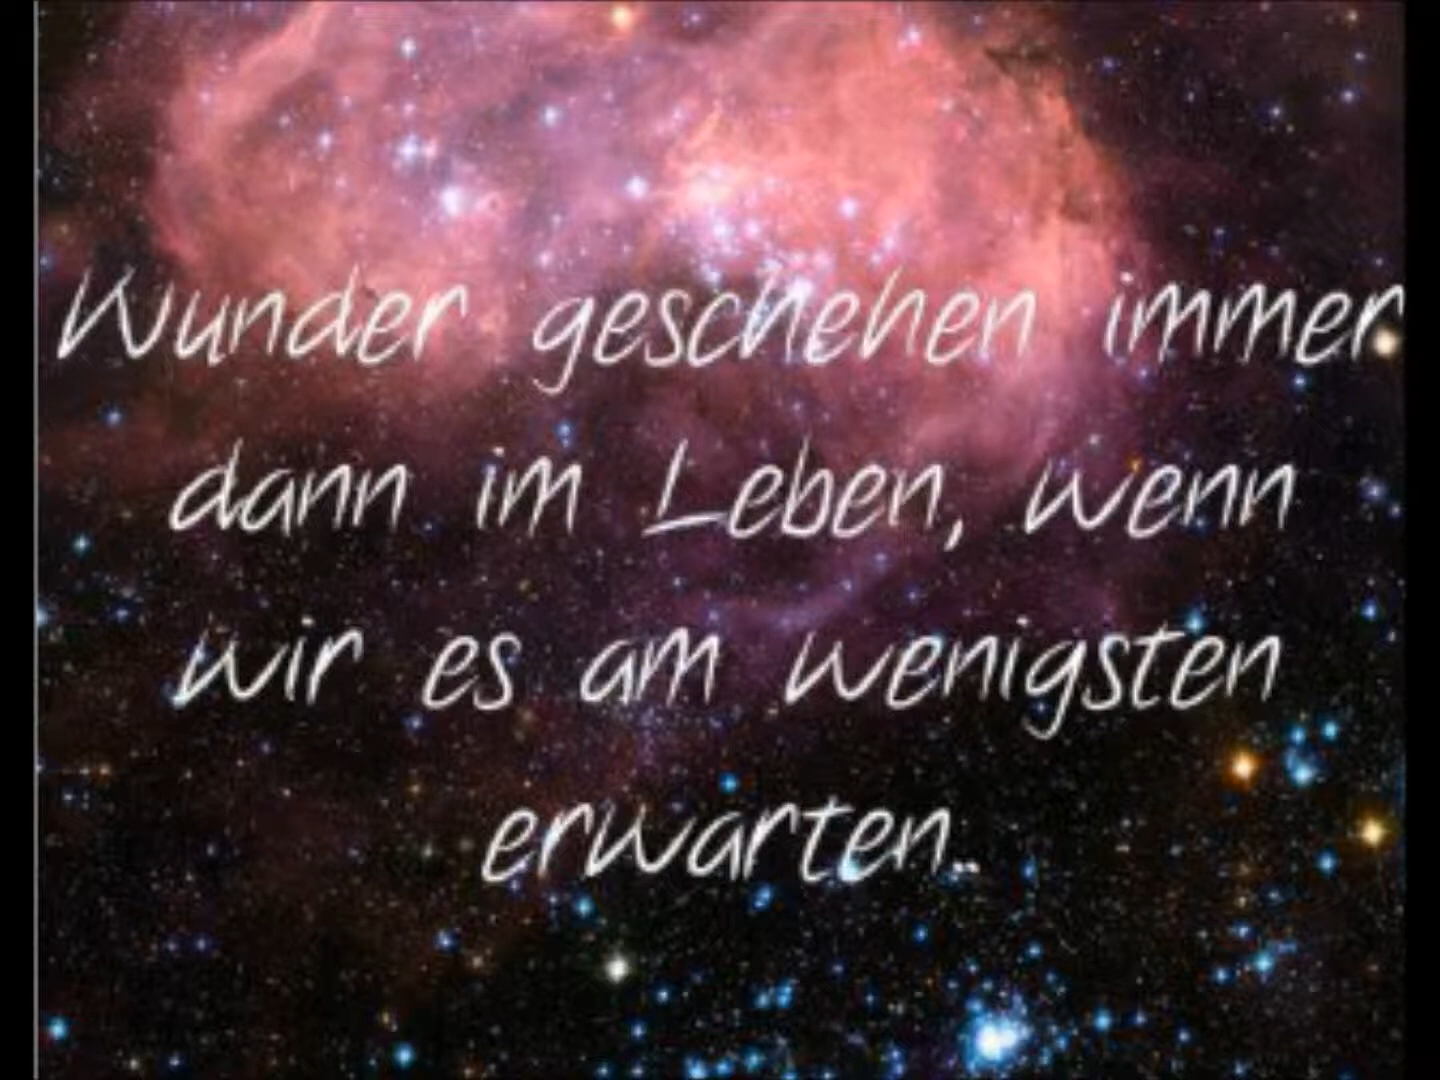 Wunder geschehen immer
dann im Leben, wenn
wir es am wenigsten
erwarten..